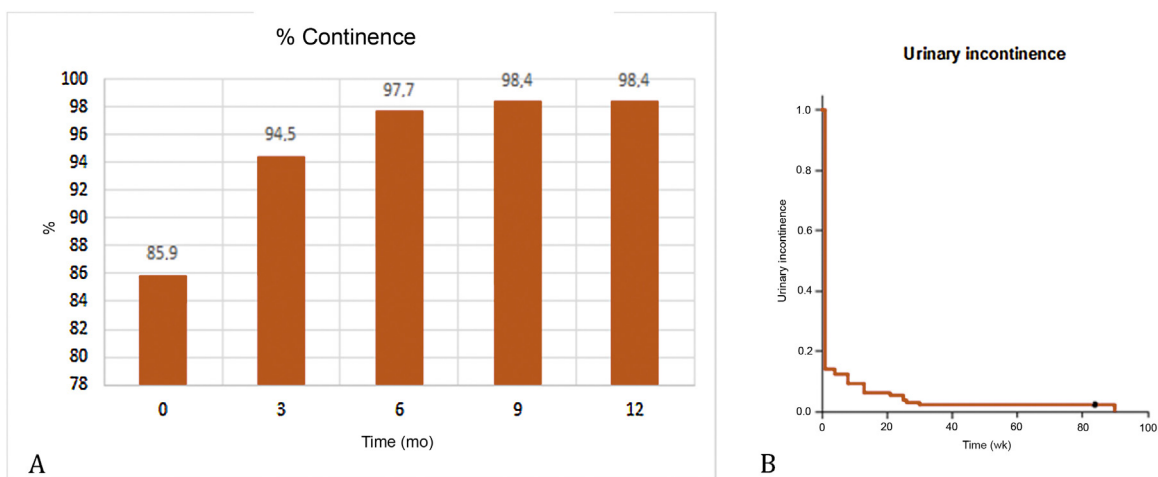 % Continence
100
98
96
94
92
90
88
86
84
82
80
78
%
85,9
94,5
97,7
98,4
98,4
0 3 6 9 12
Time (mo)
A
Urinary incontinence
1.0
0.8
0.6
0.4
0.2
0.0
Urinary incontinence
0 20 40 60 80 100
Time (wk)
B